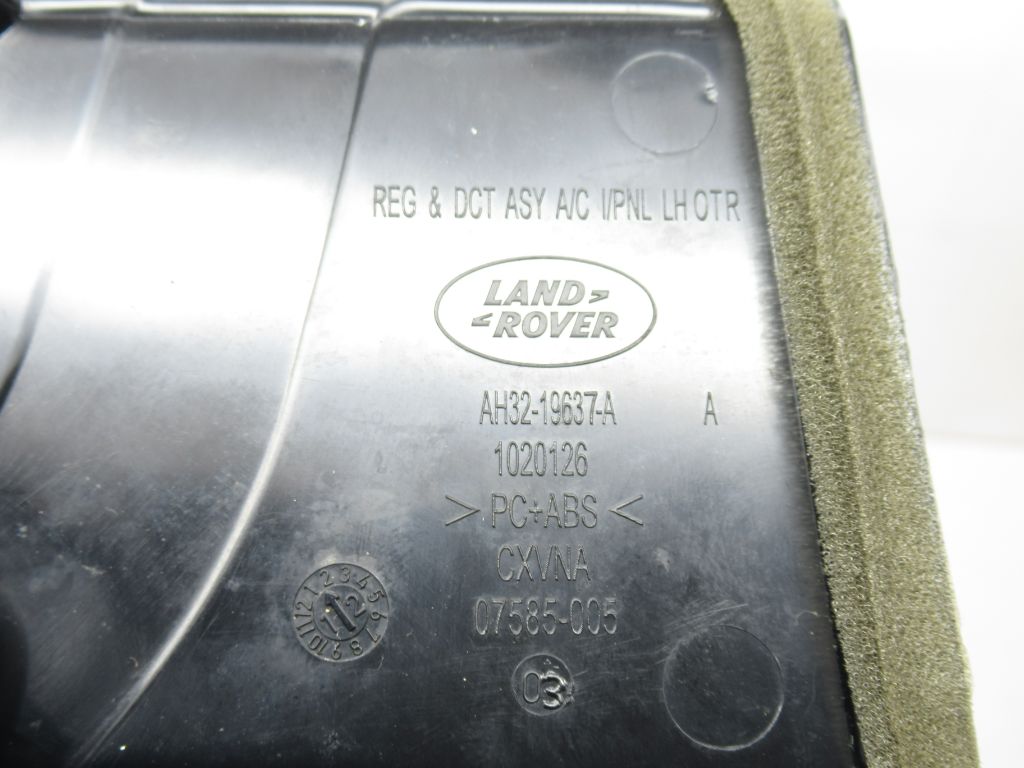 REG & DCT ASY A/C I/PNL LH OTR
LAND>
<ROVER
AH32-19637-A A
1020126
> PC+ABS <
CXVNA
07585-005
1 2 3 4 5 6 7 8 9 10 11 12
12
03